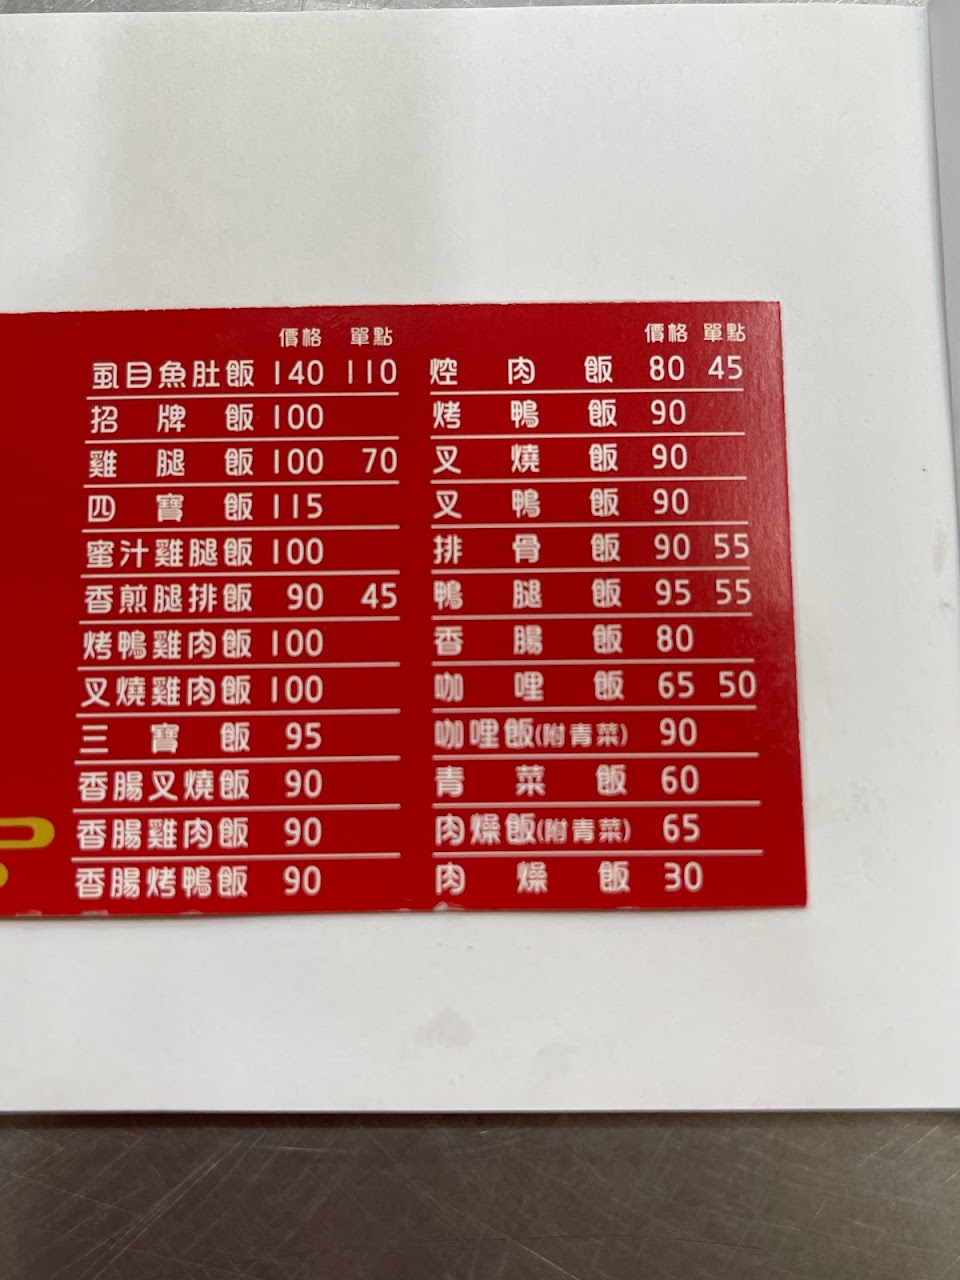 價格 單點
虱目魚肚飯 140 110
招牌飯 100
雞腿飯 100 70
四寶飯 115
蜜汁雞腿飯 100
香煎腿排飯 90 45
烤鴨雞肉飯 100
叉燒雞肉飯 100
三寶飯 95
香腸叉燒飯 90
香腸雞肉飯 90
香腸烤鴨飯 90
價格 單點
焢肉飯 80 45
烤鴨飯 90
叉燒飯 90
叉鴨飯 90
排骨飯 90 55
鴨腿飯 95 55
香腸飯 80
咖哩飯 65 50
咖哩飯(附青菜) 90
青菜飯 60
肉燥飯(附青菜) 65
肉燥飯 30